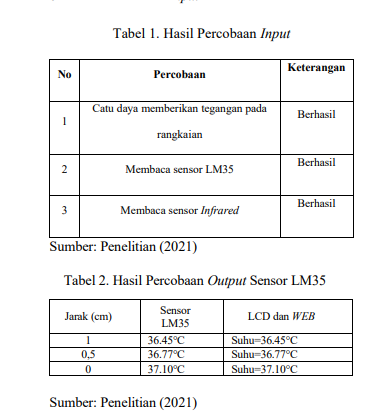 Tabel 1. Hasil Percobaan Input
No Percobaan Keterangan
1 Catu daya memberikan tegangan pada rangkaian Berhasil
2 Membaca sensor LM35 Berhasil
3 Membaca sensor Infrared Berhasil
Sumber: Penelitian (2021)
Tabel 2. Hasil Percobaan Output Sensor LM35
Jarak (cm) Sensor LM35 LCD dan WEB
1 36.45°C Suhu=36.45°C
0,5 36.77°C Suhu=36.77°C
0 37.10°C Suhu=37.10°C
Sumber: Penelitian (2021)